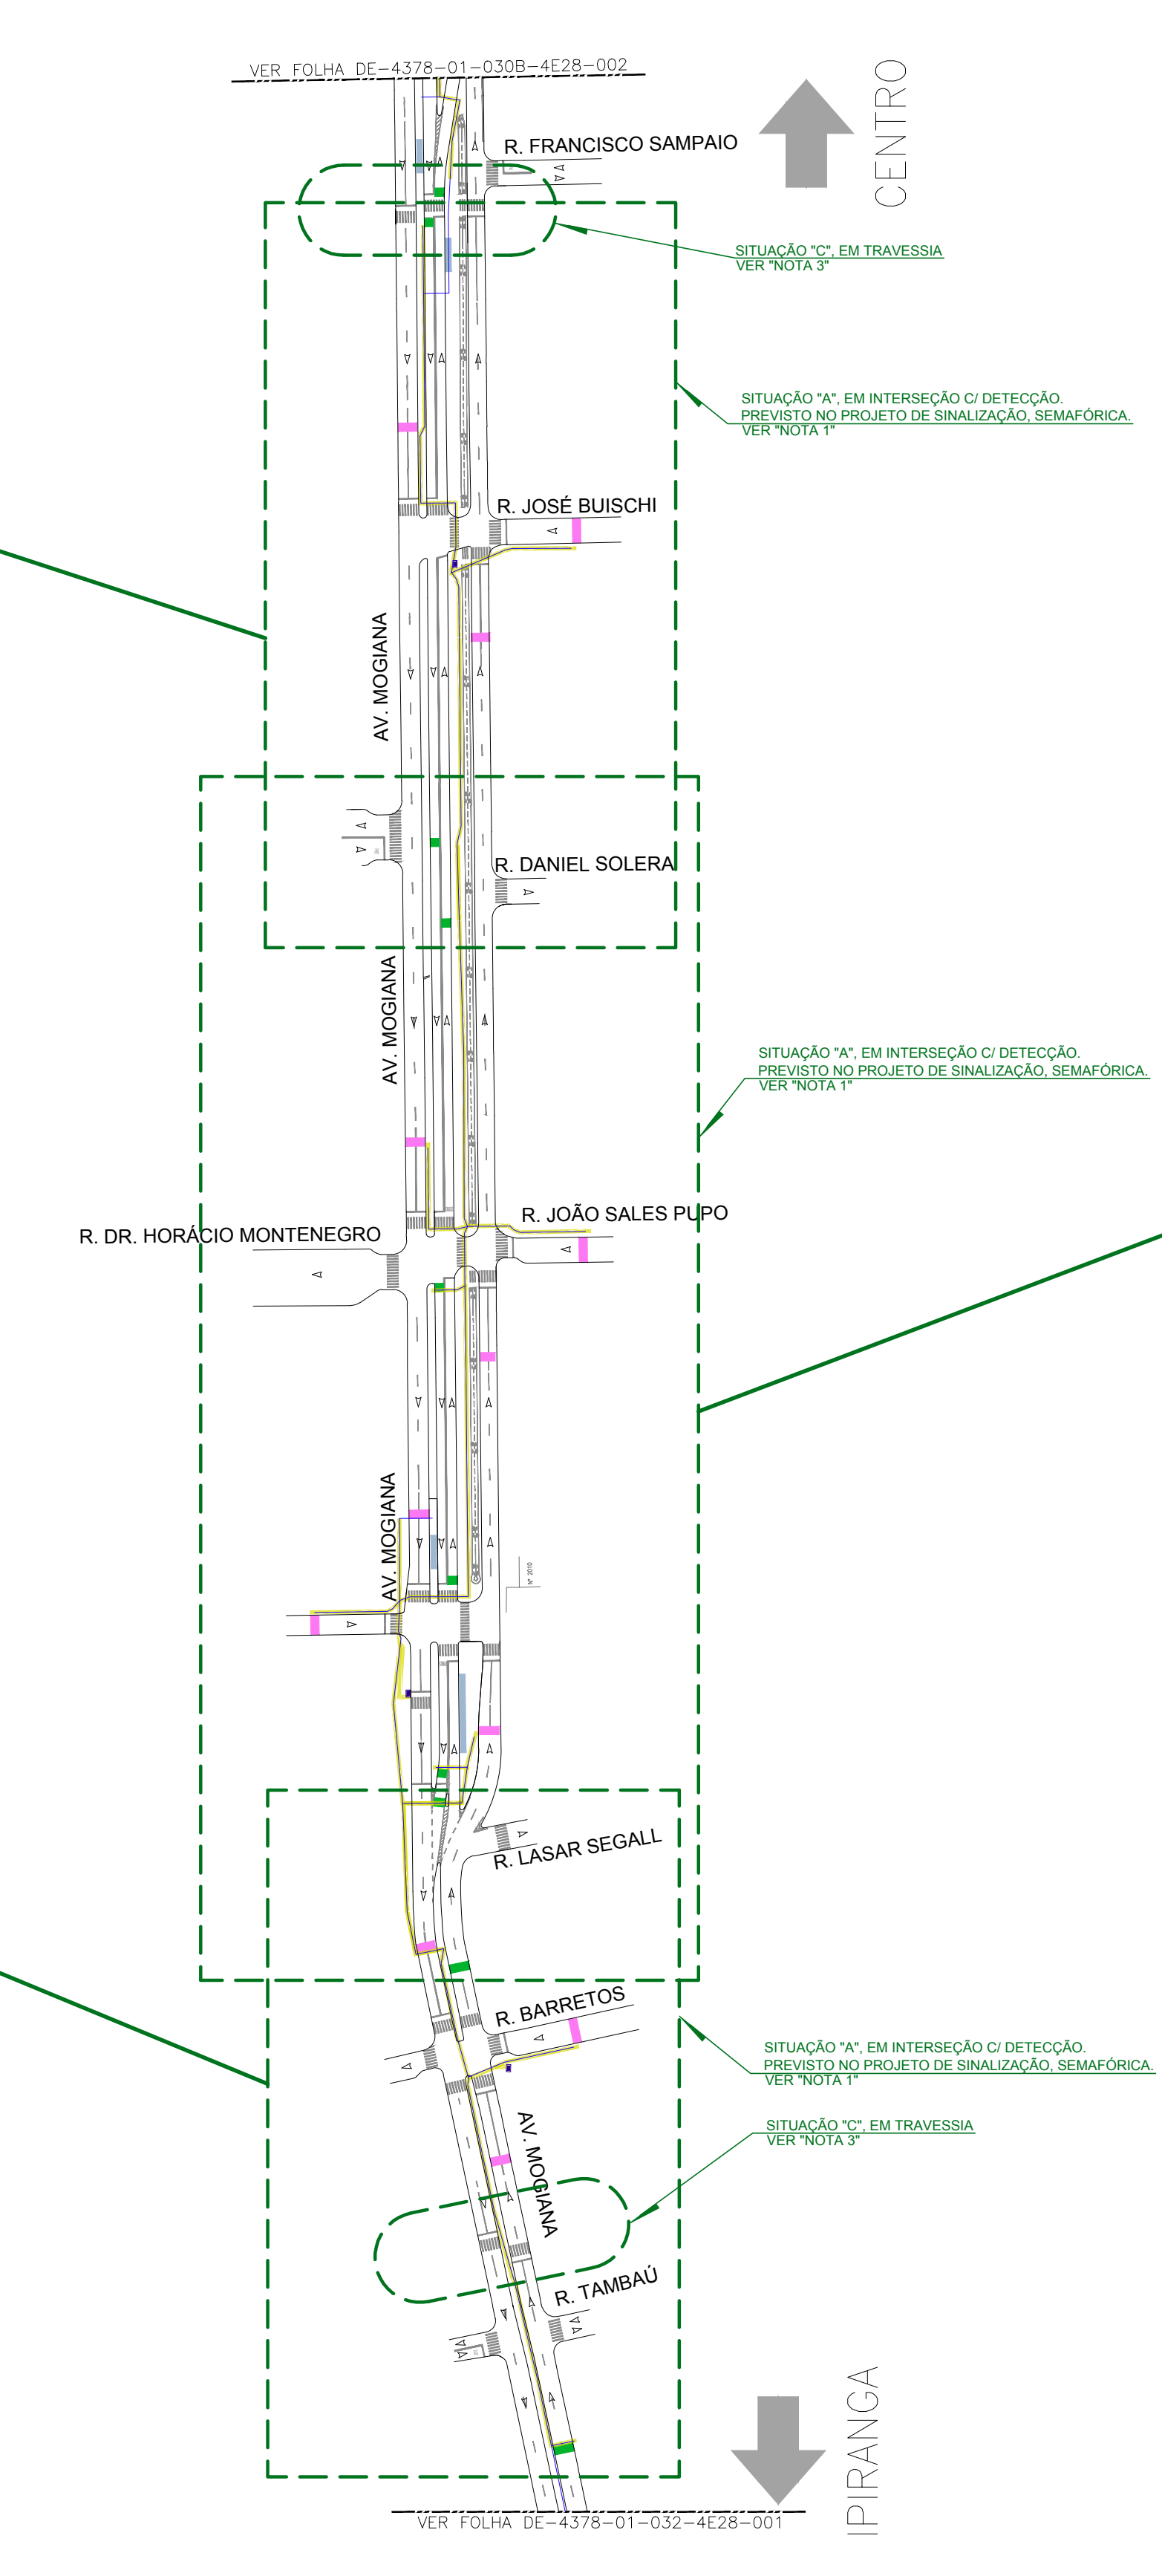 VER FOLHA DE-4378-01-030B-4E28-002
CENTRO
R. FRANCISCO SAMPAIO
SITUAÇÃO "C", EM TRAVESSIA
VER "NOTA 3"
SITUAÇÃO "A", EM INTERSEÇÃO C/ DETECÇÃO.
PREVISTO NO PROJETO DE SINALIZAÇÃO, SEMAFÓRICA.
VER "NOTA 1"
R. JOSÉ BUISCHI
AV. MOGIANA
R. DANIEL SOLERA
AV. MOGIANA
SITUAÇÃO "A", EM INTERSEÇÃO C/ DETECÇÃO.
PREVISTO NO PROJETO DE SINALIZAÇÃO, SEMAFÓRICA.
VER "NOTA 1"
R. JOÃO SALES PUPO
R. DR. HORÁCIO MONTENEGRO
AV. MOGIANA
Nº 2010
R. LASAR SEGALL
R. BARRETOS
SITUAÇÃO "A", EM INTERSEÇÃO C/ DETECÇÃO.
PREVISTO NO PROJETO DE SINALIZAÇÃO, SEMAFÓRICA.
VER "NOTA 1"
SITUAÇÃO "C", EM TRAVESSIA
VER "NOTA 3"
AV. MOGIANA
R. TAMBAÚ
IPIRANGA
VER FOLHA DE-4378-01-032-4E28-001